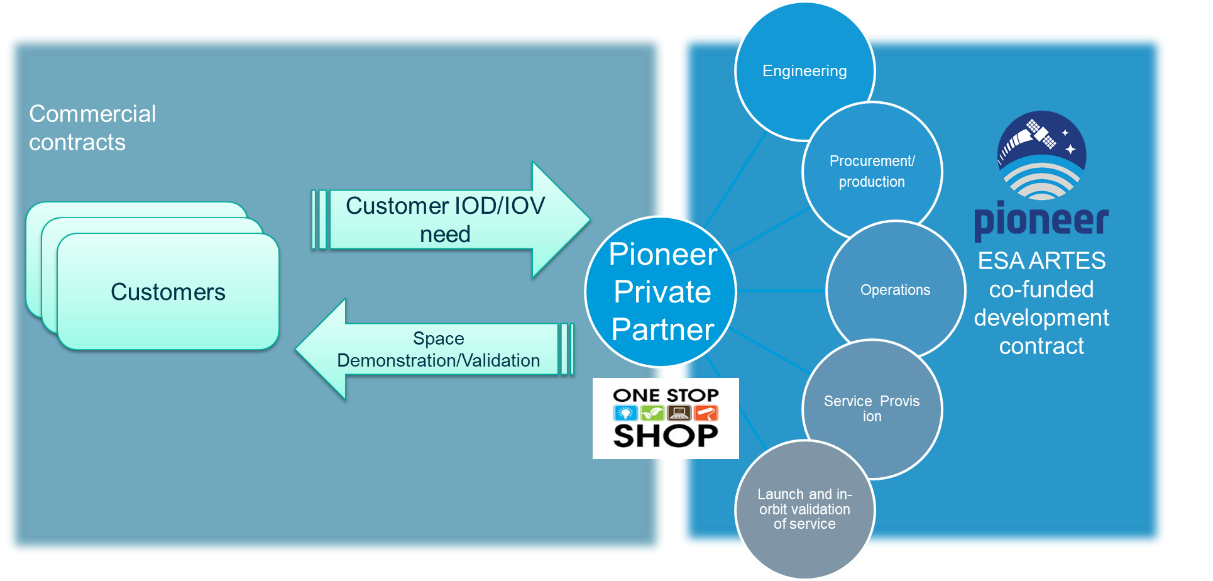 Commercial
contracts
Customers
Customer IOD/IOV
need
Space
Demonstration/Validation
Pioneer
Private
Partner
ONE STOP
SHOP
Engineering
Procurement/
production
Operations
Service Provis
ion
Launch and in-
orbit validation
of service
pioneer
ESA ARTES
co-funded
development
contract